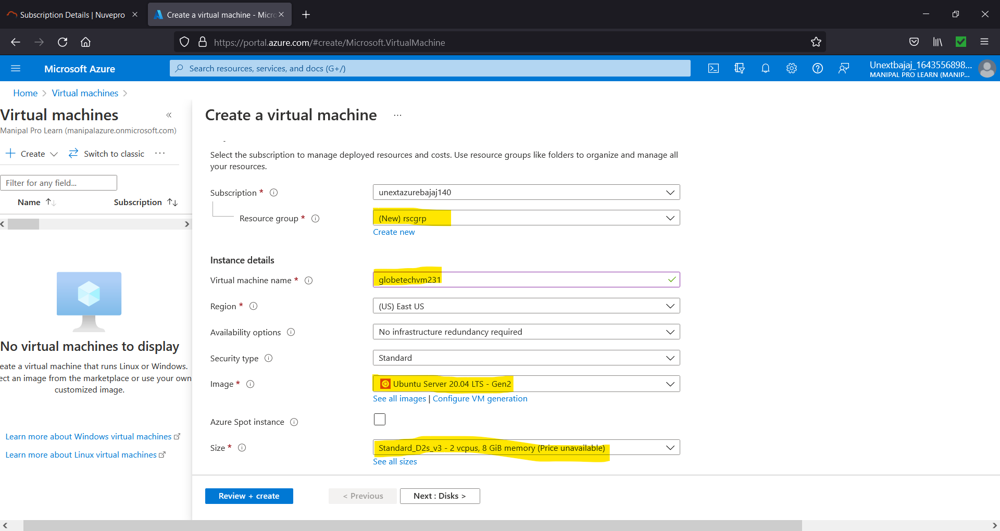 Subscription Details | Nuvepro
Create a virtual machine - Micro
https://portal.azure.com/#create/Microsoft.VirtualMachine
Microsoft Azure
Search resources, services, and docs (G+/)
Unextbajaj_1643556898...
MANIPAL PRO LEARN (MANIP...
Home > Virtual machines >
Virtual machines
Manipal Pro Learn (manipalazure.onmicrosoft.com)
Create
Switch to classic
...
Filter for any field...
Name
Subscription
No virtual machines to display
eate a virtual machine that runs Linux or Windows.
ect an image from the marketplace or use your own
customized image.
Learn more about Windows virtual machines
Learn more about Linux virtual machines
Create a virtual machine
...
Select the subscription to manage deployed resources and costs. Use resource groups like folders to organize and manage all
your resources.
Subscription *
unextazurebajaj140
Resource group *
(New) rscgrp
Create new
Instance details
Virtual machine name *
globetechvm231
Region *
(US) East US
Availability options
No infrastructure redundancy required
Security type
Standard
Image *
Ubuntu Server 20.04 LTS - Gen2
See all images | Configure VM generation
Azure Spot instance
Size *
Standard_D2s_v3 - 2 vcpus, 8 GiB memory (Price unavailable)
See all sizes
Review + create
< Previous
Next : Disks >